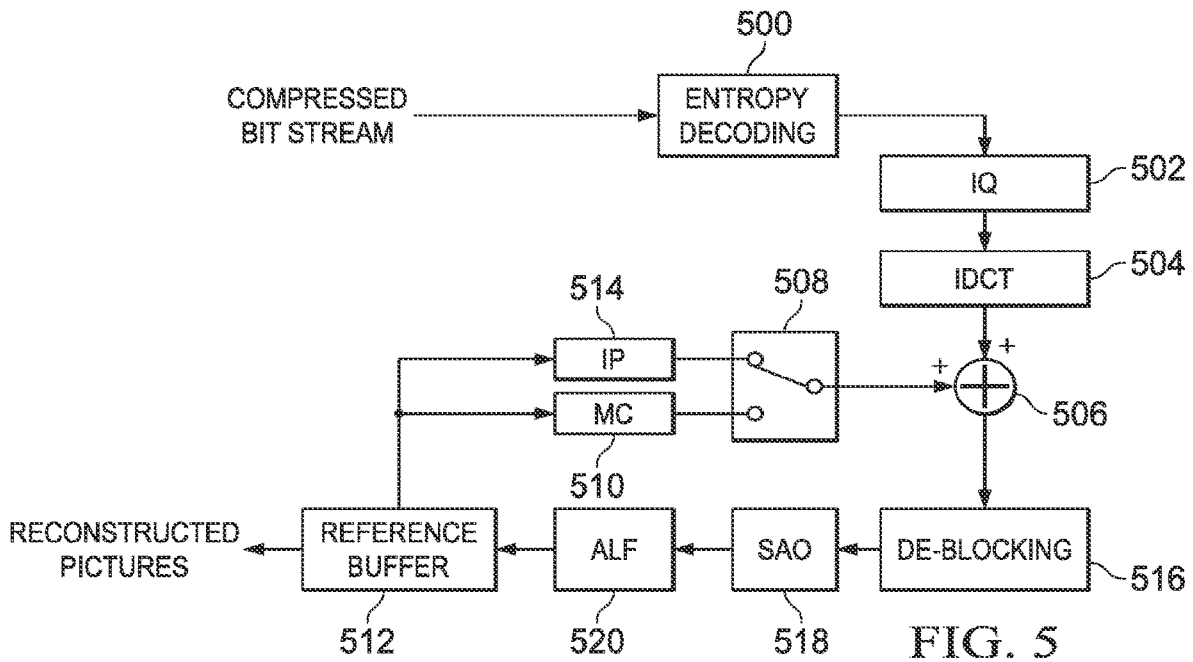 500
COMPRESSED
BIT STREAM
ENTROPY
DECODING
IQ
502
IDCT
504
514
508
IP
+
+
MC
506
510
RECONSTRUCTED
PICTURES
REFERENCE
BUFFER
ALF
SAO
DE-BLOCKING
516
512
520
518
FIG. 5